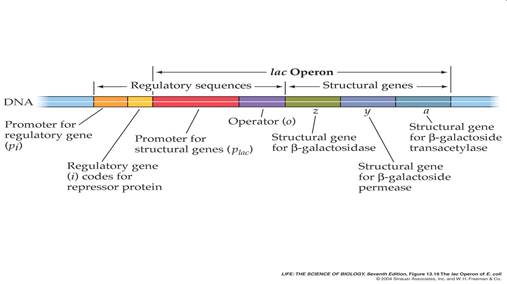 lac Operon
Regulatory sequences
Structural genes
DNA
z
y
a
Promoter for
regulatory gene
(pi)
Regulatory gene
(i) codes for
repressor protein
Promoter for
structural genes (plac)
Operator (o)
Structural gene
for β-galactosidase
Structural gene
for β-galactoside
permease
Structural gene
for β-galactoside
transacetylase
LIFE: THE SCIENCE OF BIOLOGY, Seventh Edition, Figure 13.16 The lac Operon of E. coli
© 2004 Sinauer Associates, Inc. and W. H. Freeman & Co.